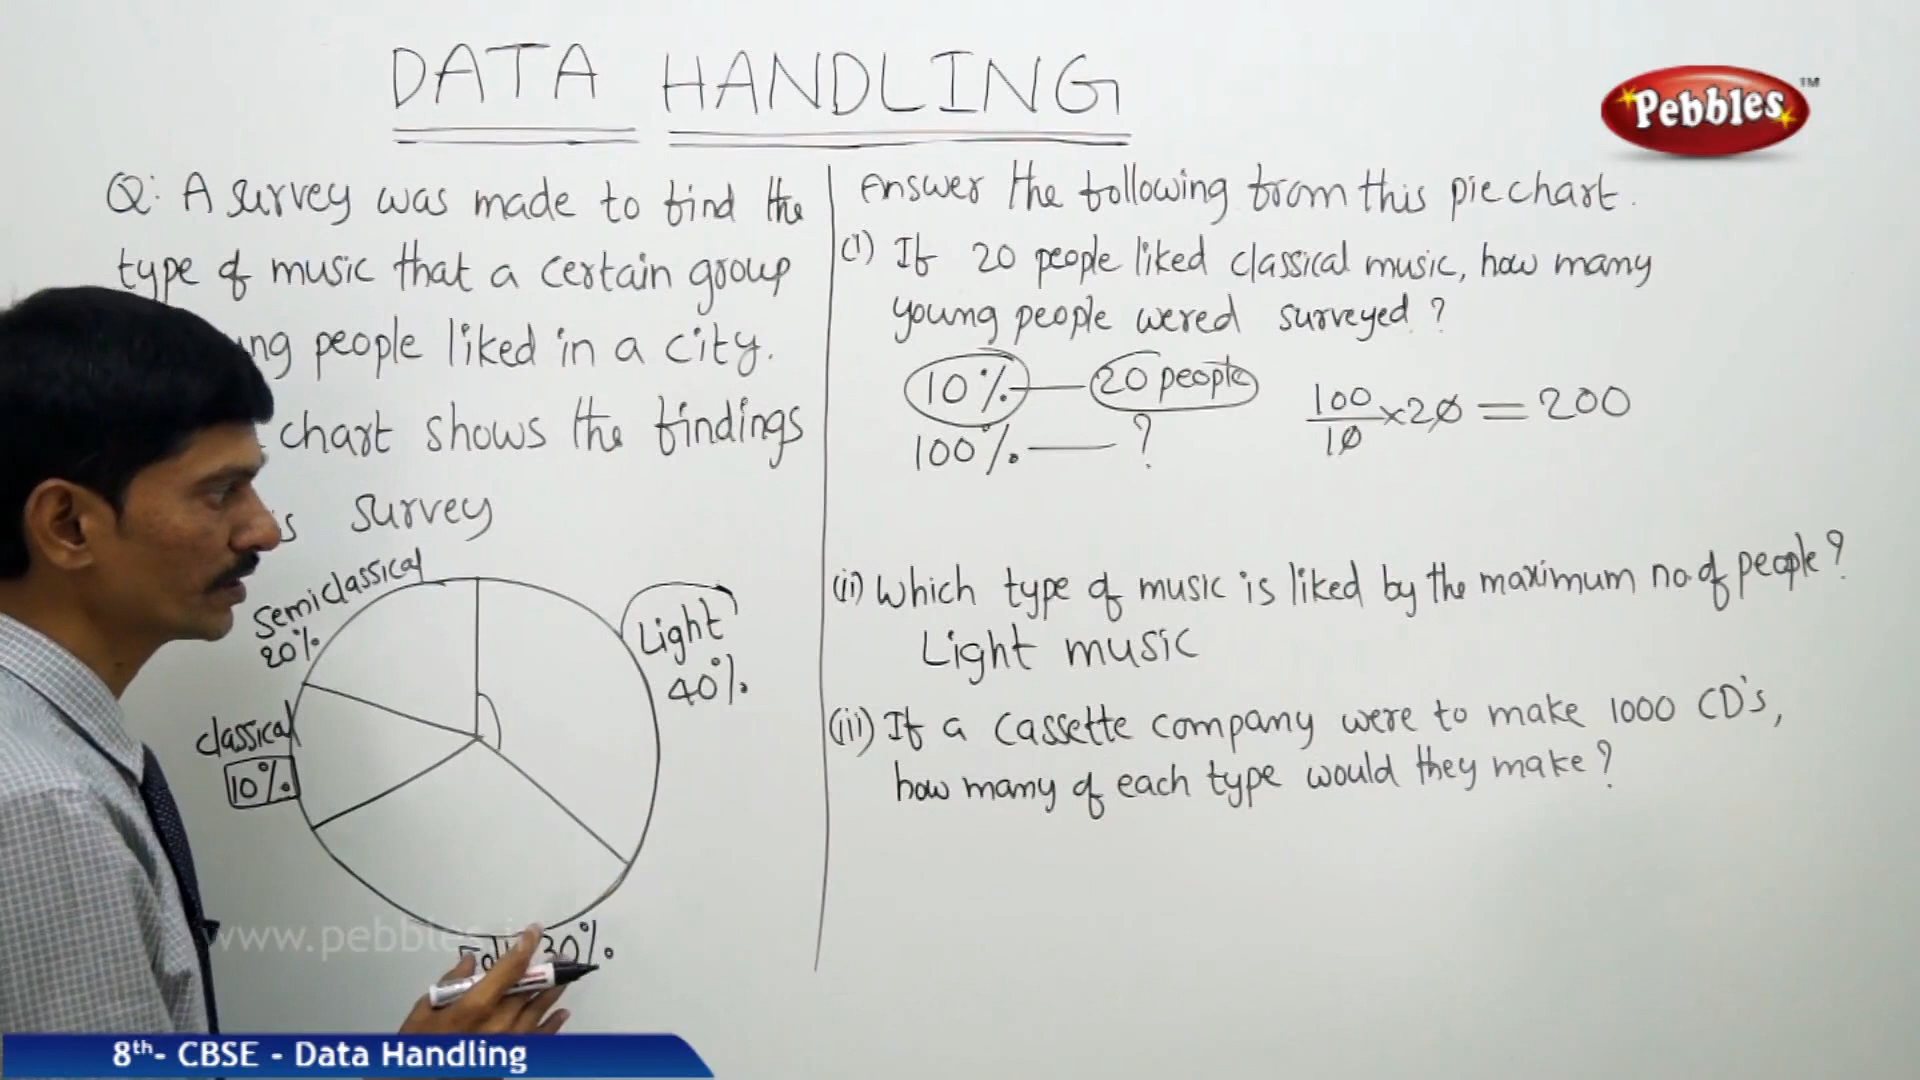 DATA HANDLING
Pebbles™
Q: A survey was made to find the
type of music that a certain group
ng people liked in a city.
chart shows the findings
s survey
Semiclassical
20%
Light
40%
classical
10%
30%
Answer the following from this pie chart.
(i) If 20 people liked classical music, how many
young people wered surveyed?
10% — 20 people
100% — ?
100/10 × 20 = 200
(ii) Which type of music is liked by the maximum no. of people?
Light music
(iii) If a cassette company were to make 1000 CD's,
how many of each type would they make?
www.pebbles.in
8th- CBSE - Data Handling